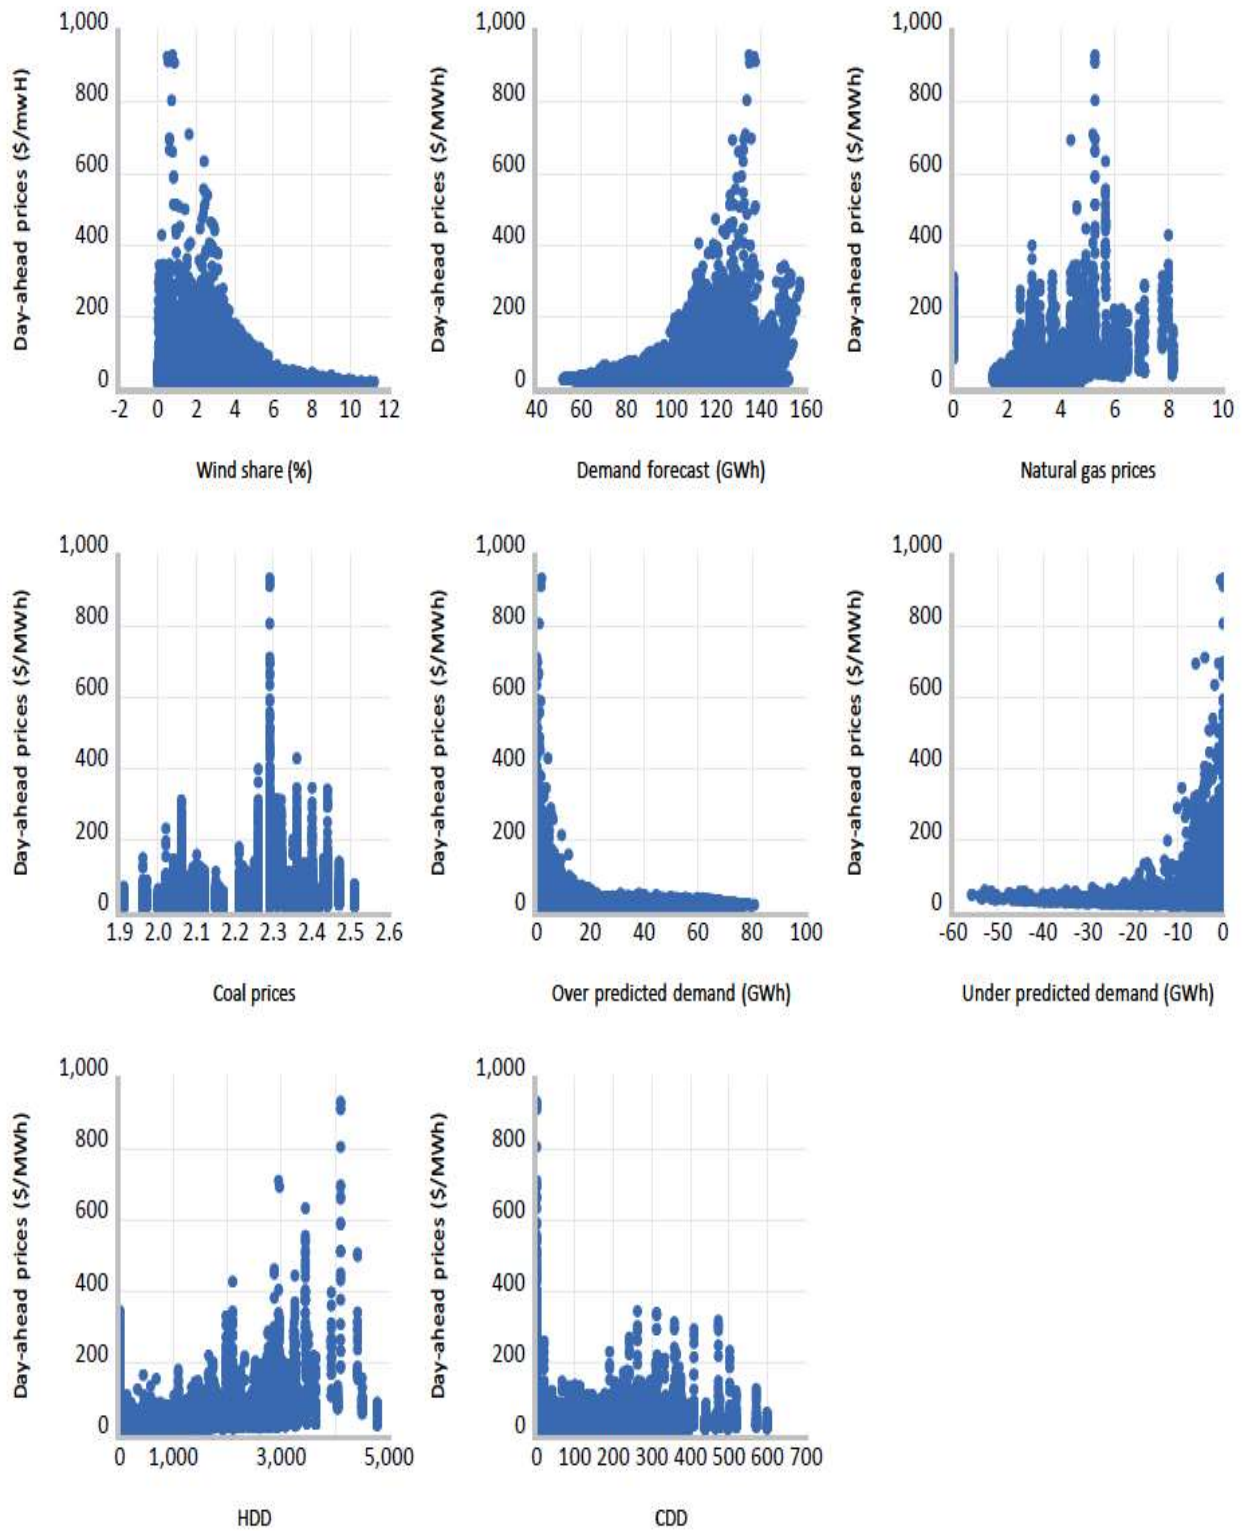 1,000
800
600
400
200
0
Day-ahead prices ($/mwH)
-2 0 2 4 6 8 10 12
Wind share (%)
1,000
800
600
400
200
0
Day-ahead prices ($/MWh)
40 60 80 100 120 140 160
Demand forecast (GWh)
1,000
800
600
400
200
0
Day-ahead prices ($/MWh)
0 2 4 6 8 10
Natural gas prices
1,000
800
600
400
200
0
Day-ahead prices ($/MWh)
1.9 2.0 2.1 2.2 2.3 2.4 2.5 2.6
Coal prices
1,000
800
600
400
200
0
Day-ahead prices ($/MWh)
0 20 40 60 80 100
Over predicted demand (GWh)
1,000
800
600
400
200
0
Day-ahead prices ($/MWh)
-60 -50 -40 -30 -20 -10 0
Under predicted demand (GWh)
1,000
800
600
400
200
0
Day-ahead prices ($/MWh)
0 1,000 3,000 5,000
HDD
1,000
800
600
400
200
0
Day-ahead prices ($/MWh)
0 100 200 300 400 500 600 700
CDD